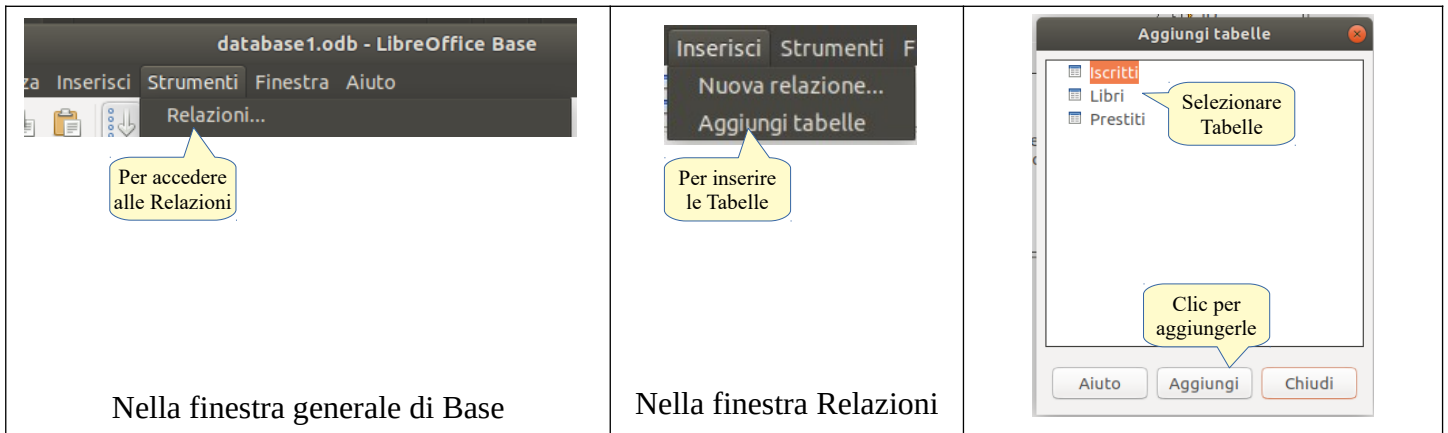 database1.odb - LibreOffice Base
za Inserisci Strumenti Finestra Aiuto
Relazioni...
Per accedere
alle Relazioni
Nella finestra generale di Base
Inserisci Strumenti F
Nuova relazione...
Aggiungi tabelle
Per inserire
le Tabelle
Nella finestra Relazioni
Aggiungi tabelle
Iscritti
Libri
Prestiti
Selezionare
Tabelle
Clic per
aggiungerle
Aiuto Aggiungi Chiudi